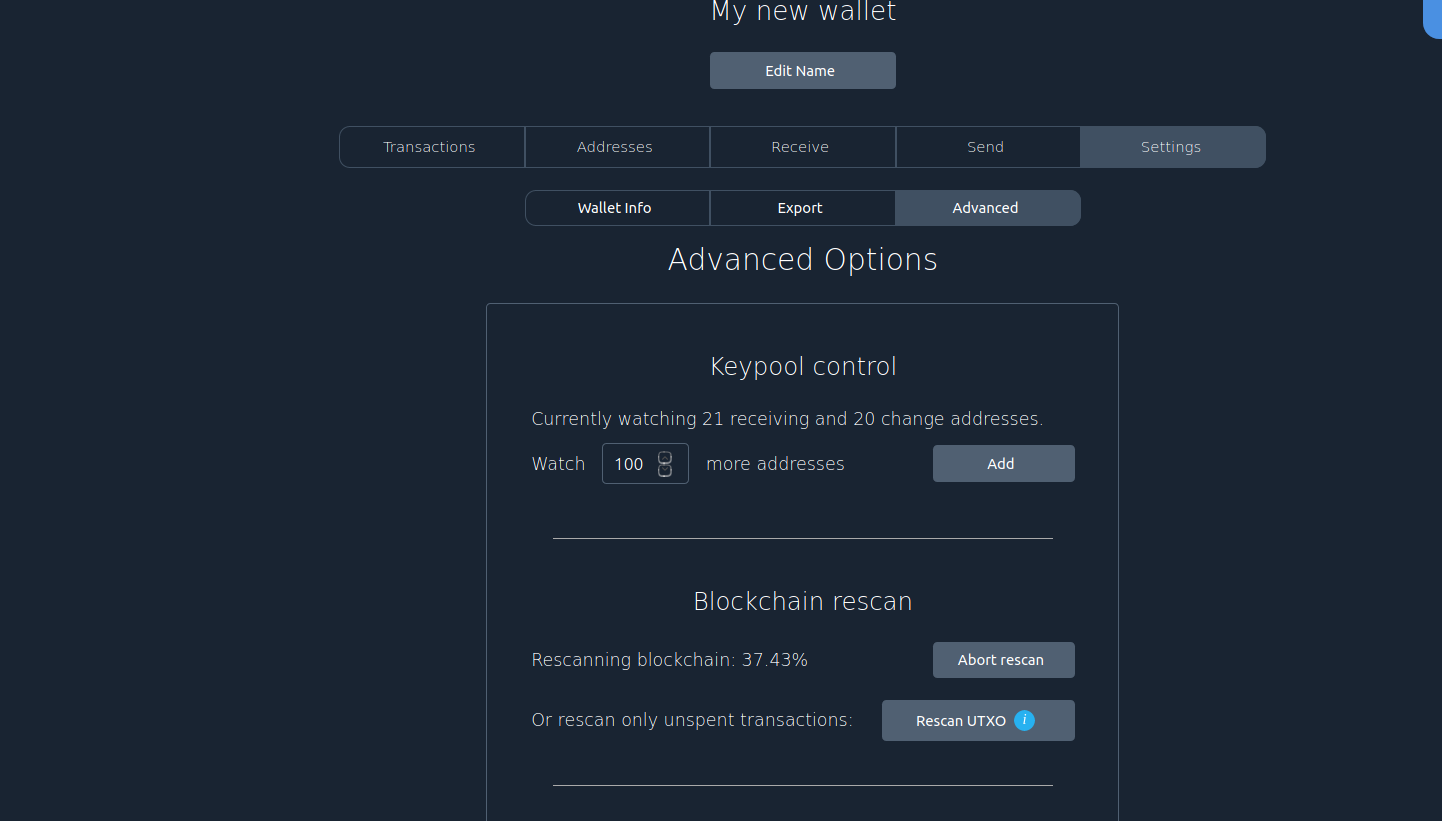 My new wallet
Edit Name
Transactions Addresses Receive Send Settings
Wallet Info Export Advanced
Advanced Options
Keypool control
Currently watching 21 receiving and 20 change addresses.
Watch 100 more addresses Add
Blockchain rescan
Rescanning blockchain: 37.43% Abort rescan
Or rescan only unspent transactions: Rescan UTXO i